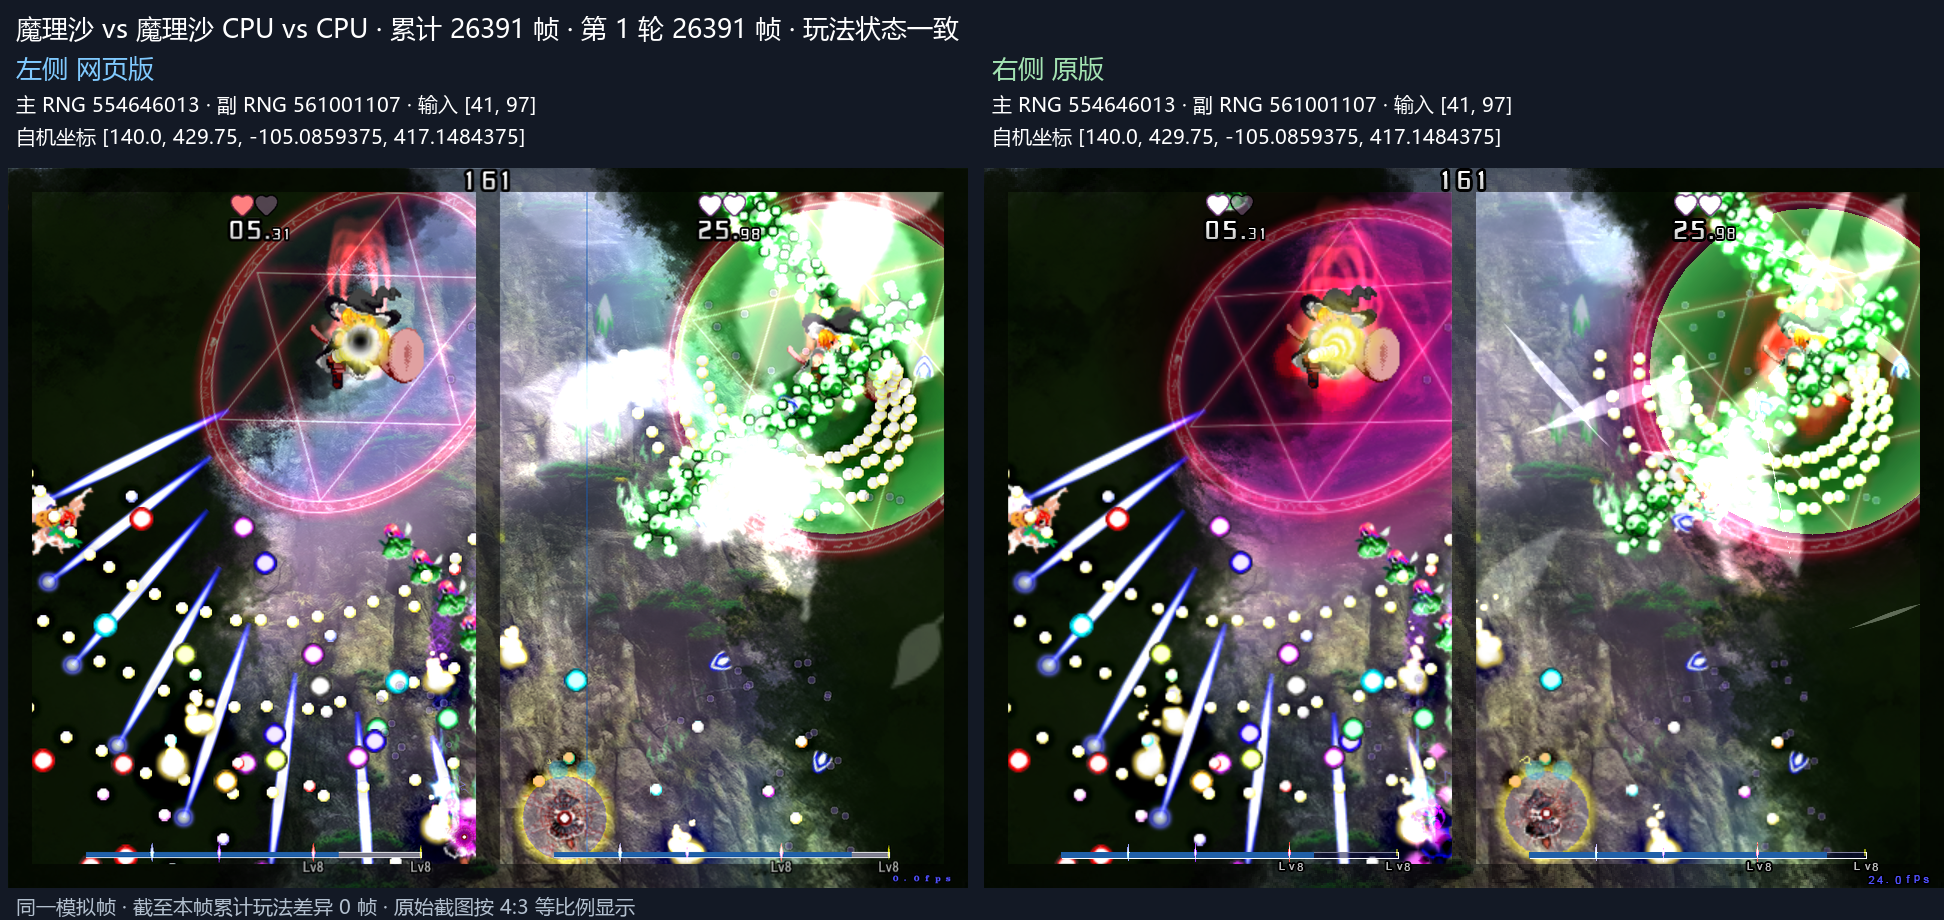 魔理沙 vs 魔理沙 CPU vs CPU · 累计 26391 帧 · 第 1 轮 26391 帧 · 玩法状态一致
左侧 网页版
主 RNG 554646013 · 副 RNG 561001107 · 输入 [41, 97]
自机坐标 [140.0, 429.75, -105.0859375, 417.1484375]
右侧 原版
主 RNG 554646013 · 副 RNG 561001107 · 输入 [41, 97]
自机坐标 [140.0, 429.75, -105.0859375, 417.1484375]
161
05.31
25.98
Lv8
Lv8
Lv8
Lv8
0.0fps
161
05.31
25.98
Lv8
Lv8
Lv8
Lv8
24.0fps
同一模拟帧 · 截至本帧累计玩法差异 0 帧 · 原始截图按 4:3 等比例显示